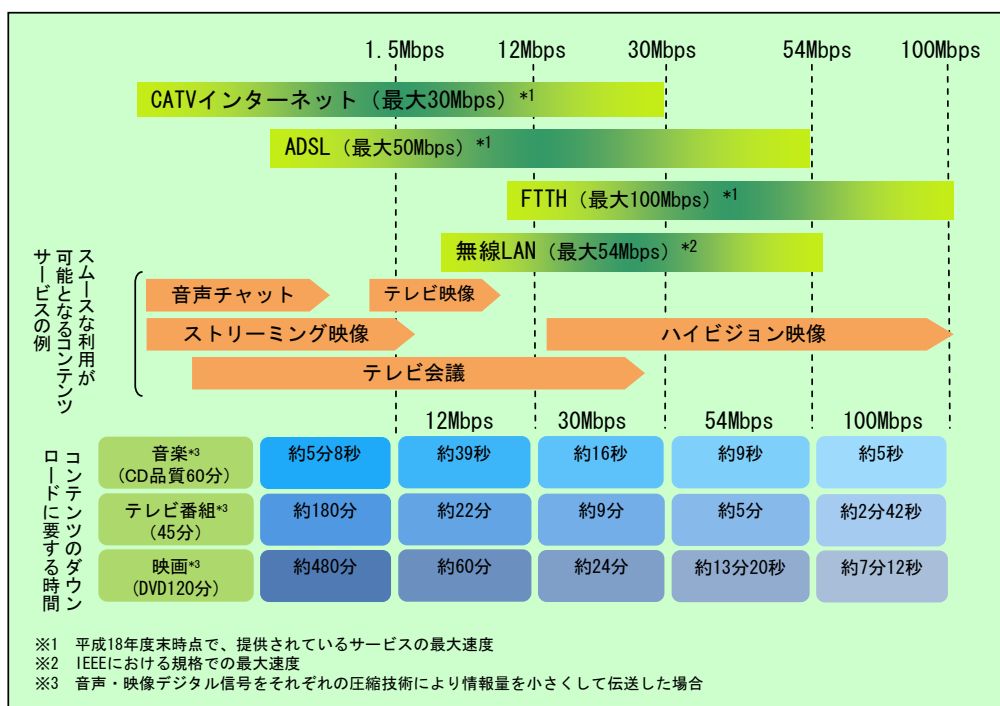 1.5Mbps 12Mbps 30Mbps 54Mbps 100Mbps
CATVインターネット（最大30Mbps）*1
ADSL（最大50Mbps）*1
FTTH（最大100Mbps）*1
無線LAN（最大54Mbps）*2
スムースな利用が
可能となるコンテンツ
サービスの例
音声チャット
テレビ映像
ストリーミング映像
ハイビジョン映像
テレビ会議
12Mbps 30Mbps 54Mbps 100Mbps
コンテンツのダウン
ロードに要する時間
音楽*3
(CD品質60分)
約5分8秒 約39秒 約16秒 約9秒 約5秒
テレビ番組*3
(45分)
約180分 約22分 約9分 約5分 約2分42秒
映画*3
(DVD120分)
約480分 約60分 約24分 約13分20秒 約7分12秒
※1 平成18年度末時点で、提供されているサービスの最大速度
※2 IEEEにおける規格での最大速度
※3 音声・映像デジタル信号をそれぞれの圧縮技術により情報量を小さくして伝送した場合